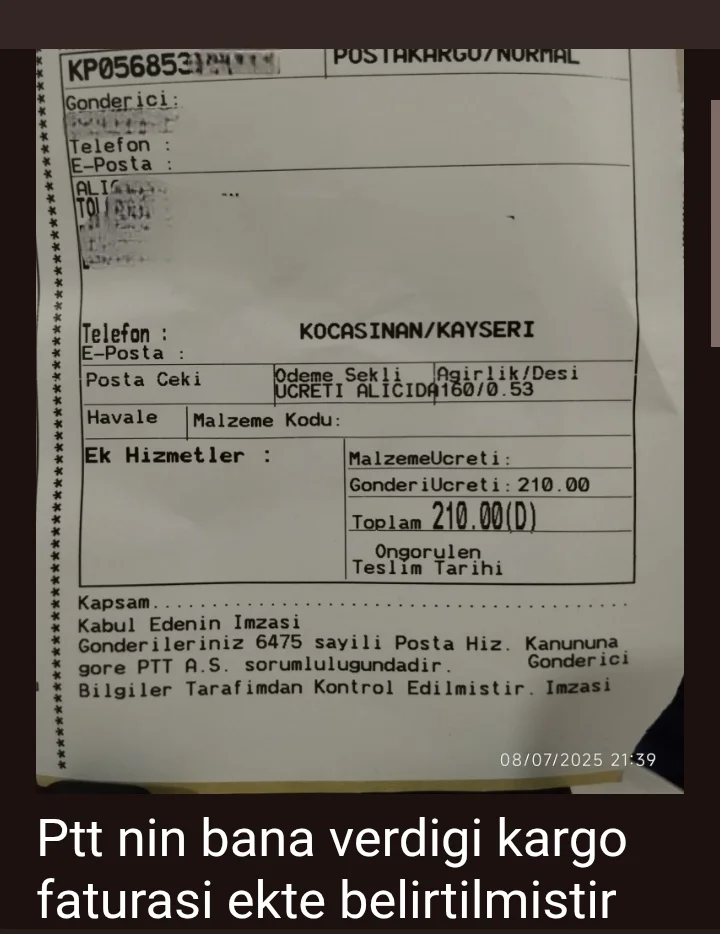 KP056853
POSTAKARGO/NORMAL
Gonderici:
Telefon :
E-Posta :
Telefon :
KOCASINAN/KAYSERI
E-Posta :
Posta Ceki
Odeme Sekli
UCRETI ALICIDA
Agirlik/Desi
160/0.53
Havale
Malzeme Kodu:
Ek Hizmetler :
MalzemeUcreti:
GonderiUcreti: 210.00
Toplam 210.00(D)
Ongorulen
Teslim Tarihi
Kapsam
Kabul Edenin Imzasi
Gonderileriniz 6475 sayili Posta Hiz. Kanununa
gore PTT A.S. sorumlulugundadir. Gonderici
Bilgiler Tarafimdan Kontrol Edilmistir. Imzasi
08/07/2025 21:39
Ptt nin bana verdigi kargo
faturasi ekte belirtilmistir